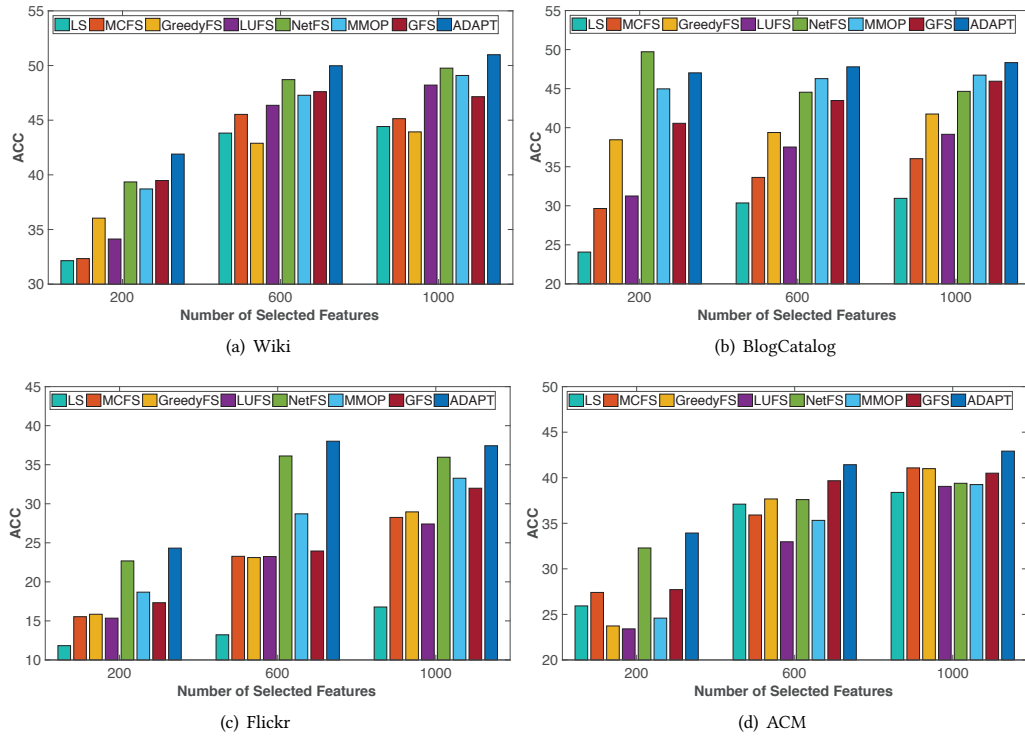 55
50
45
40
35
30
ACC
LS MCFS GreedyFS LUFS NetFS MMOP GFS ADAPT
200 600 1000
Number of Selected Features
(a) Wiki
55
50
45
40
35
30
25
20
ACC
LS MCFS GreedyFS LUFS NetFS MMOP GFS ADAPT
200 600 1000
Number of Selected Features
(b) BlogCatalog
45
40
35
30
25
20
15
10
ACC
LS MCFS GreedyFS LUFS NetFS MMOP GFS ADAPT
200 600 1000
Number of Selected Features
(c) Flickr
50
45
40
35
30
25
20
ACC
LS MCFS GreedyFS LUFS NetFS MMOP GFS ADAPT
200 600 1000
Number of Selected Features
(d) ACM